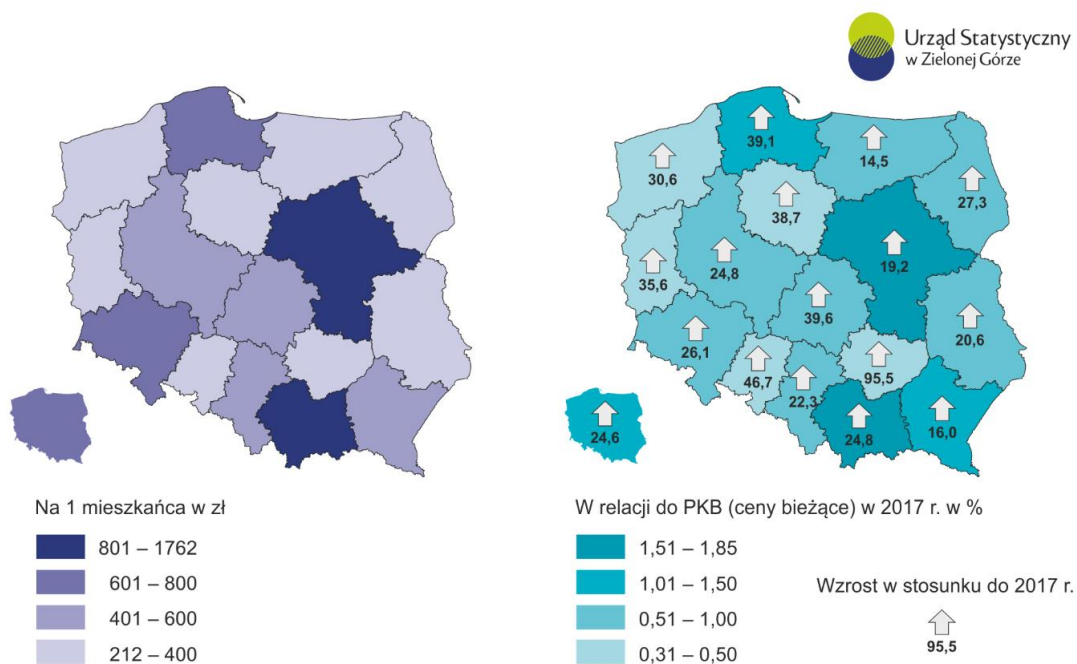 Urząd Statystyczny
w Zielonej Górze
39,1
14,5
30,6
38,7
27,3
24,8
19,2
35,6
39,6
26,1
20,6
46,7
95,5
22,3
24,6
24,8
16,0
Na 1 mieszkańca w zł
801 – 1762
601 – 800
401 – 600
212 – 400
W relacji do PKB (ceny bieżące) w 2017 r. w %
1,51 – 1,85
1,01 – 1,50
0,51 – 1,00
0,31 – 0,50
Wzrost w stosunku do 2017 r.
95,5